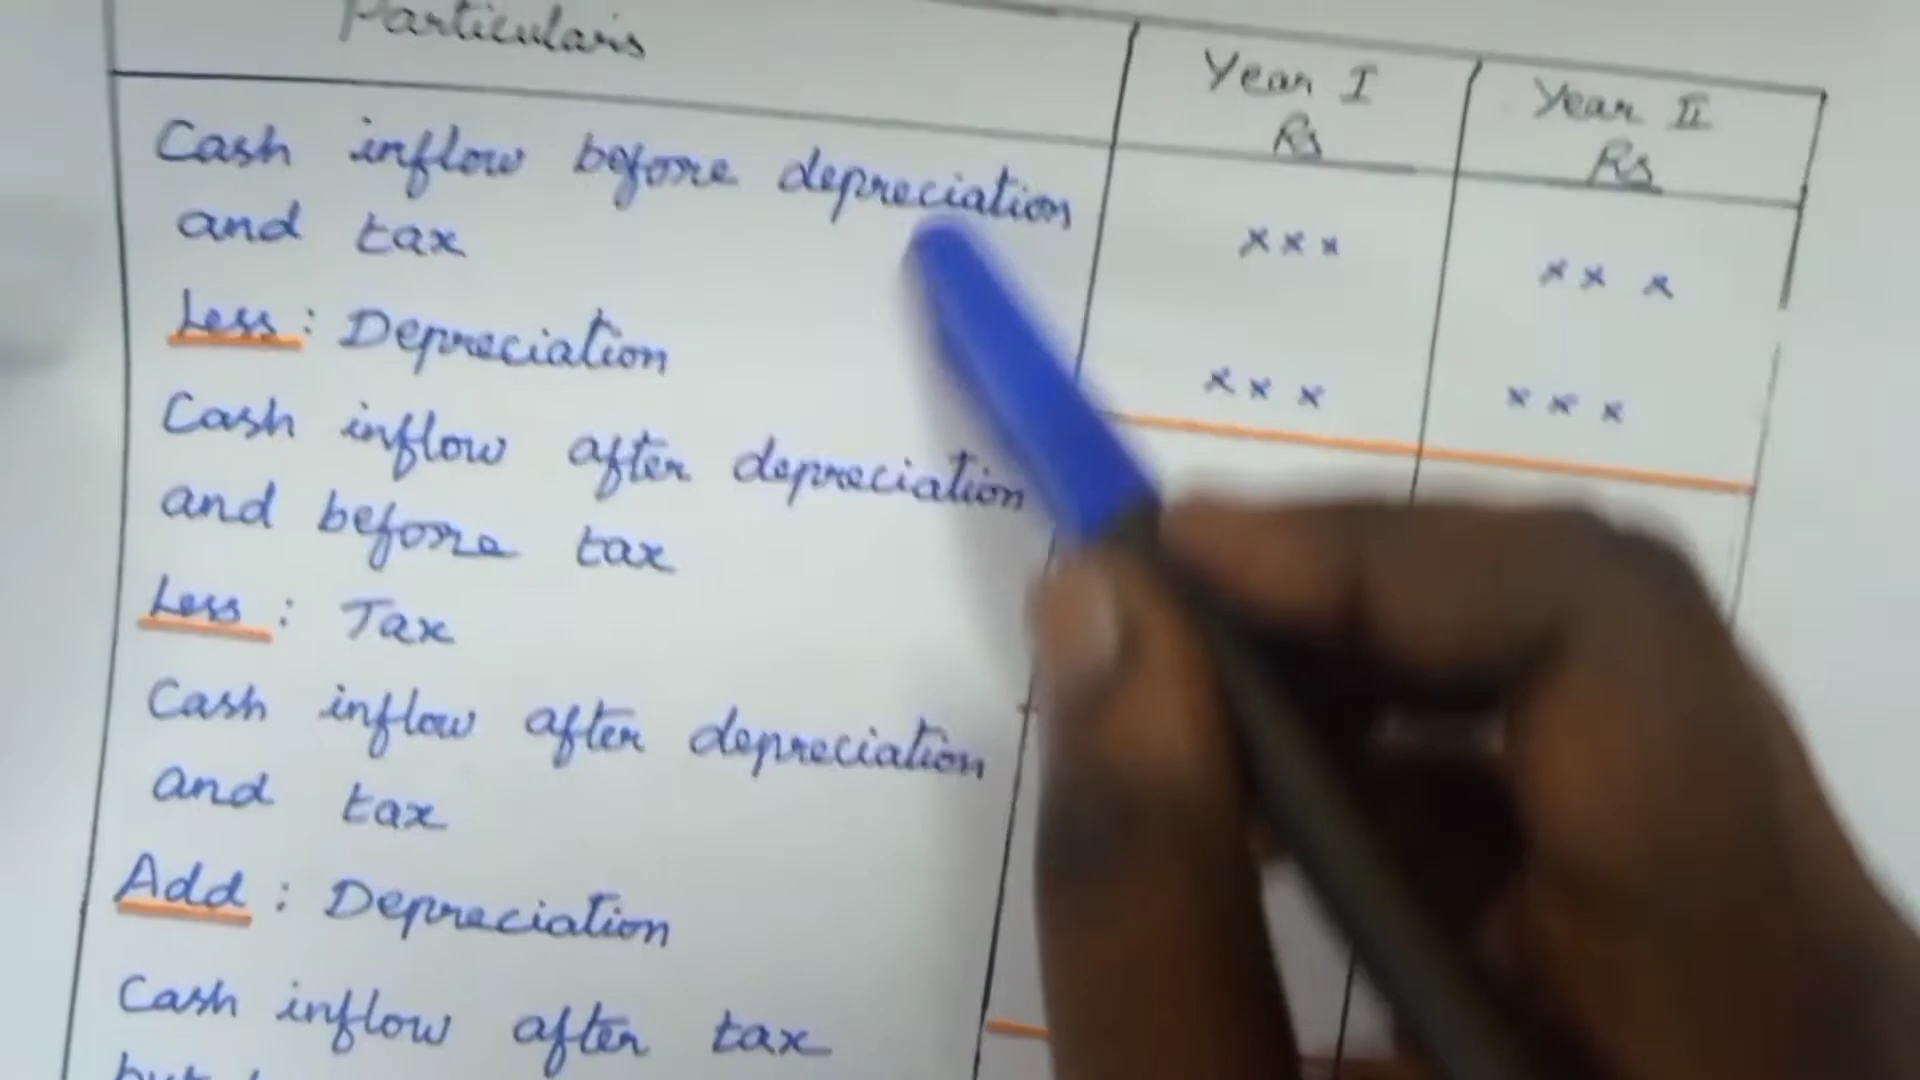 Particulars Year I Year II
Rs Rs
Cash inflow before depreciation
and tax xxx xx x
Less : Depreciation xxx xxx
Cash inflow after depreciation
and before tax
Less : Tax
Cash inflow after depreciation
and tax
Add : Depreciation
Cash inflow after tax